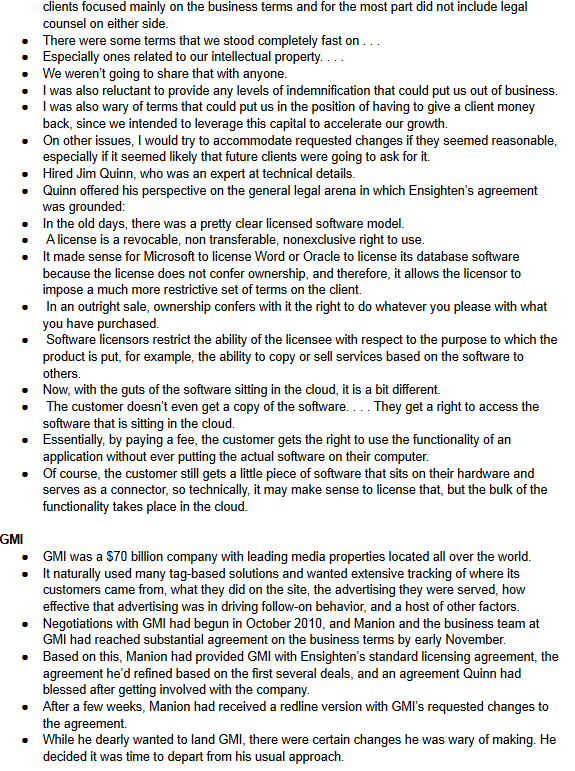 clients focused mainly on the business terms and for the most part did not include legal
counsel on either side.
• There were some terms that we stood completely fast on . . .
• Especially ones related to our intellectual property. . . .
• We weren't going to share that with anyone.
• I was also reluctant to provide any levels of indemnification that could put us out of business.
• I was also wary of terms that could put us in the position of having to give a client money
back, since we intended to leverage this capital to accelerate our growth.
• On other issues, I would try to accommodate requested changes if they seemed reasonable,
especially if it seemed likely that future clients were going to ask for it.
• Hired Jim Quinn, who was an expert at technical details.
• Quinn offered his perspective on the general legal arena in which Ensighten's agreement
was grounded:
• In the old days, there was a pretty clear licensed software model.
• A license is a revocable, non transferable, nonexclusive right to use.
• It made sense for Microsoft to license Word or Oracle to license its database software
because the license does not confer ownership, and therefore, it allows the licensor to
impose a much more restrictive set of terms on the client.
• In an outright sale, ownership confers with it the right to do whatever you please with what
you have purchased.
• Software licensors restrict the ability of the licensee with respect to the purpose to which the
product is put, for example, the ability to copy or sell services based on the software to
others.
• Now, with the guts of the software sitting in the cloud, it is a bit different.
• The customer doesn't even get a copy of the software. . . . They get a right to access the
software that is sitting in the cloud.
• Essentially, by paying a fee, the customer gets the right to use the functionality of an
application without ever putting the actual software on their computer.
• Of course, the customer still gets a little piece of software that sits on their hardware and
serves as a connector, so technically, it may make sense to license that, but the bulk of the
functionality takes place in the cloud.
GMI
• GMI was a $70 billion company with leading media properties located all over the world.
• It naturally used many tag-based solutions and wanted extensive tracking of where its
customers came from, what they did on the site, the advertising they were served, how
effective that advertising was in driving follow-on behavior, and a host of other factors.
• Negotiations with GMI had begun in October 2010, and Manion and the business team at
GMI had reached substantial agreement on the business terms by early November.
• Based on this, Manion had provided GMI with Ensighten's standard licensing agreement, the
agreement he'd refined based on the first several deals, and an agreement Quinn had
blessed after getting involved with the company.
• After a few weeks, Manion had received a redline version with GMI's requested changes to
the agreement.
• While he dearly wanted to land GMI, there were certain changes he was wary of making. He
decided it was time to depart from his usual approach.